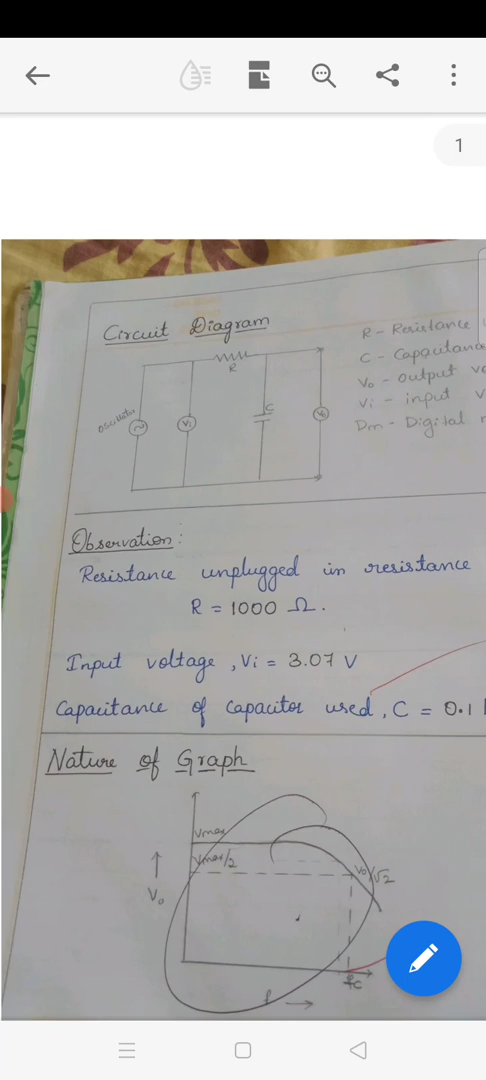 1
Circuit Diagram
R - Resistance
C - Capacitance
Vo - output vo
Vi - input v
Dm - Digital
R
oscillator
Vi
C
Vo
Observation:
Resistance unplugged in resistance
R = 1000 Ω.
Input voltage, Vi = 3.07 V
Capacitance of capacitor used, C = 0.1
Nature of Graph
Vmax
Vmax/2
Vo/√2
↑
Vo
fc
f →